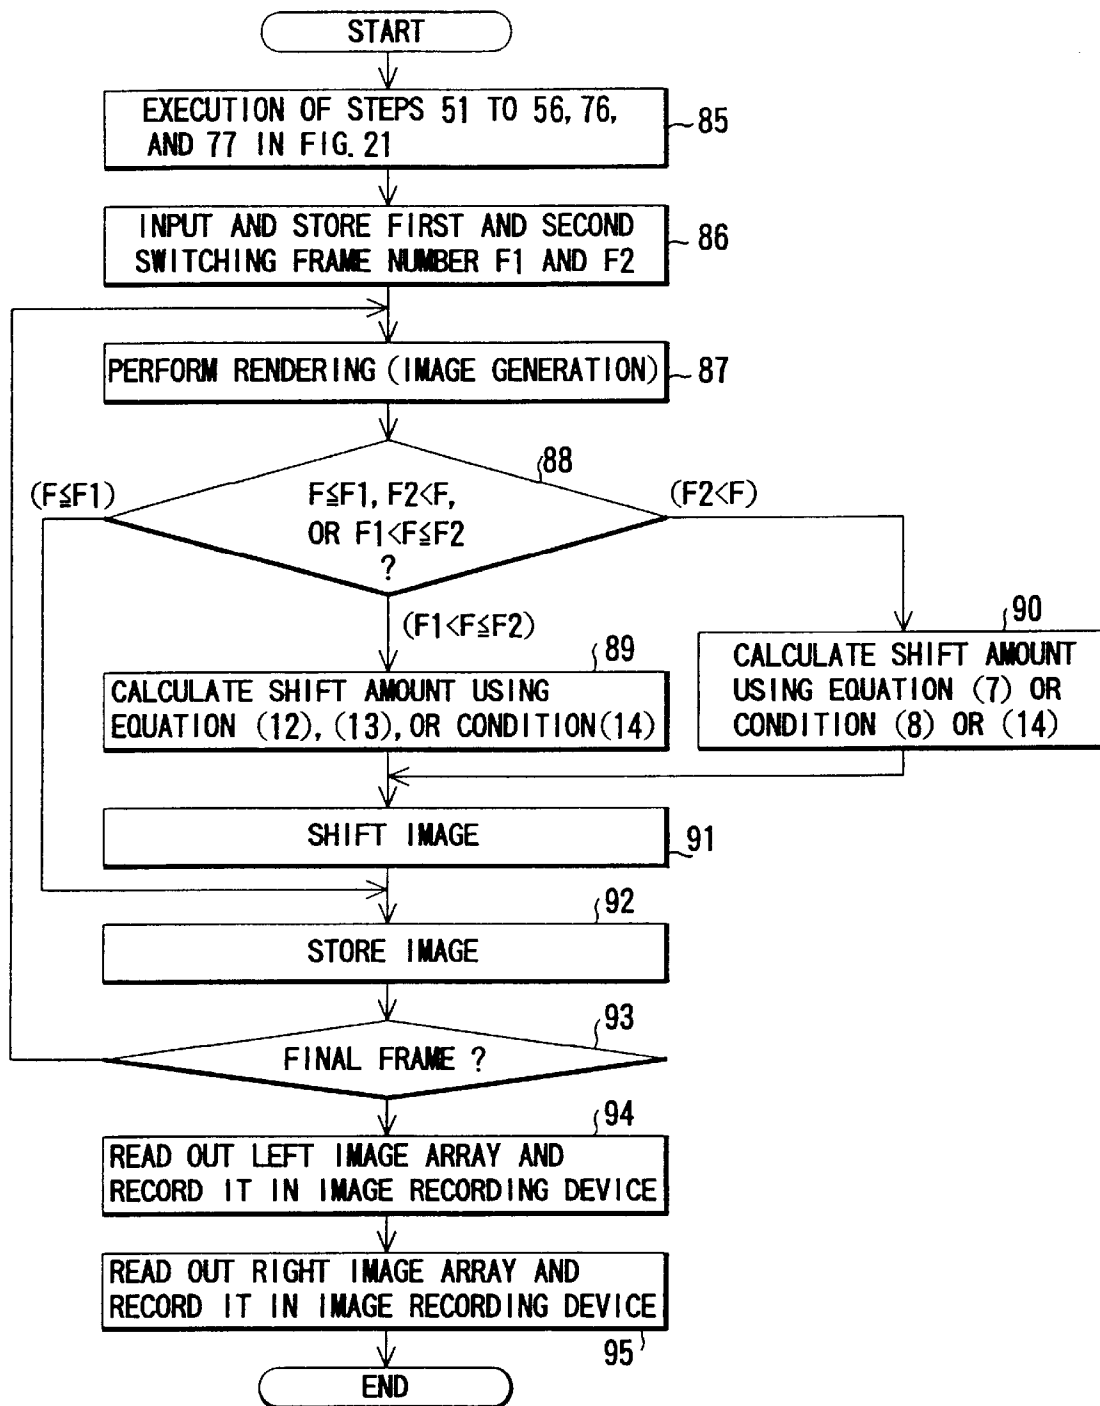 START
EXECUTION OF STEPS 51 TO 56, 76,
AND 77 IN FIG. 21
85
INPUT AND STORE FIRST AND SECOND
SWITCHING FRAME NUMBER F1 AND F2
86
PERFORM RENDERING (IMAGE GENERATION)
87
88
(F≦F1)
F≦F1, F2<F,
OR F1<F≦F2
?
(F2<F)
(F1<F≦F2)
89
CALCULATE SHIFT AMOUNT USING
EQUATION (12), (13), OR CONDITION(14)
90
CALCULATE SHIFT AMOUNT
USING EQUATION (7) OR
CONDITION (8) OR (14)
SHIFT IMAGE
91
92
STORE IMAGE
93
FINAL FRAME ?
94
READ OUT LEFT IMAGE ARRAY AND
RECORD IT IN IMAGE RECORDING DEVICE
READ OUT RIGHT IMAGE ARRAY AND
RECORD IT IN IMAGE RECORDING DEVICE
95
END